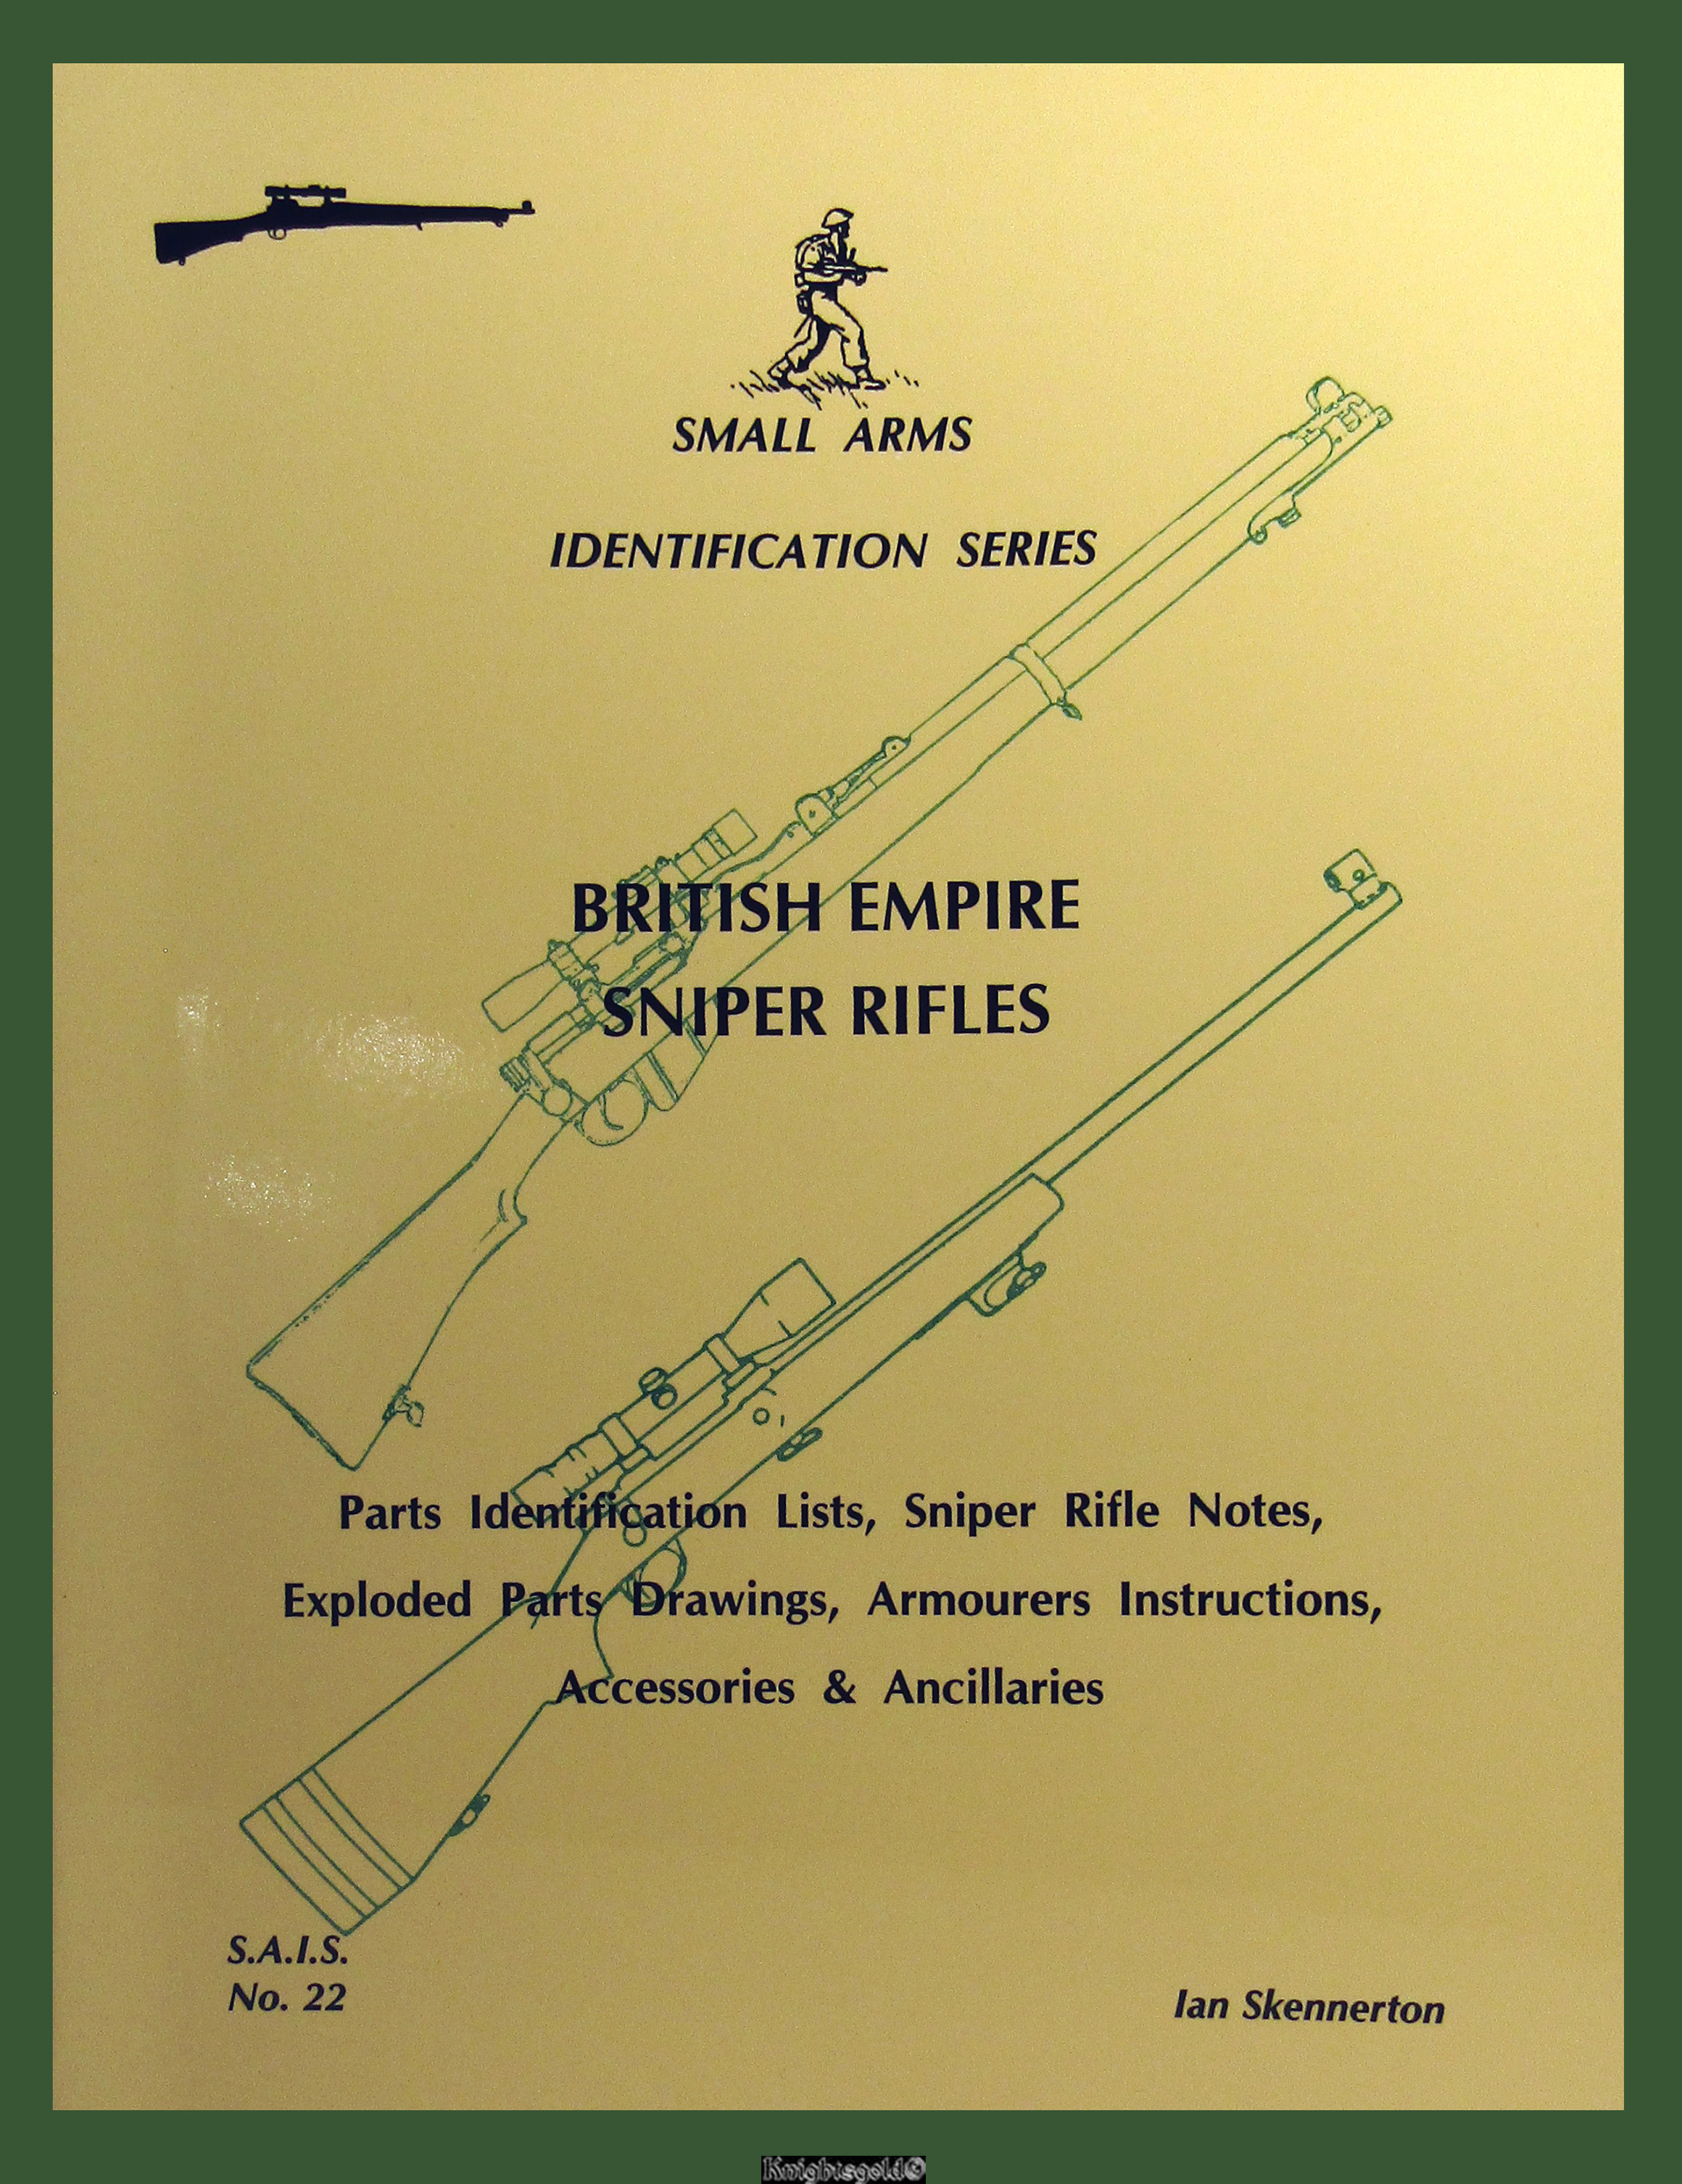 SMALL ARMS
IDENTIFICATION SERIES
BRITISH EMPIRE
SNIPER RIFLES
Parts Identification Lists, Sniper Rifle Notes,
Exploded Parts Drawings, Armourers Instructions,
Accessories & Ancillaries
S.A.I.S.
No. 22
Ian Skennerton
Knightsgold©